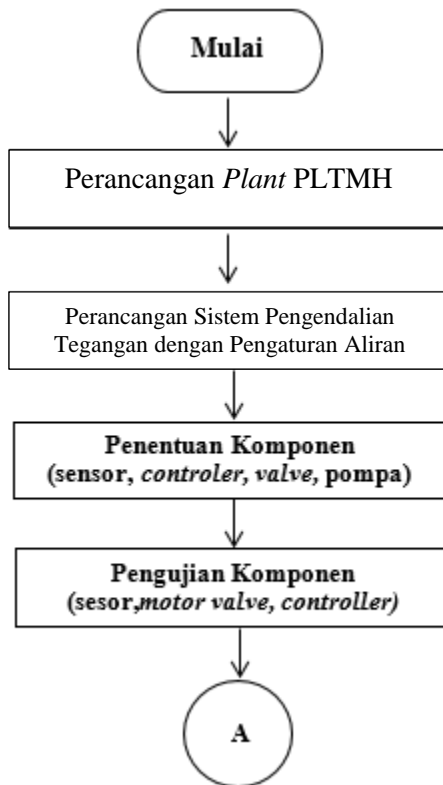 Mulai
Perancangan Plant PLTMH
Perancangan Sistem Pengendalian
Tegangan dengan Pengaturan Aliran
Penentuan Komponen
(sensor, controler, valve, pompa)
Pengujian Komponen
(sesor,motor valve, controller)
A